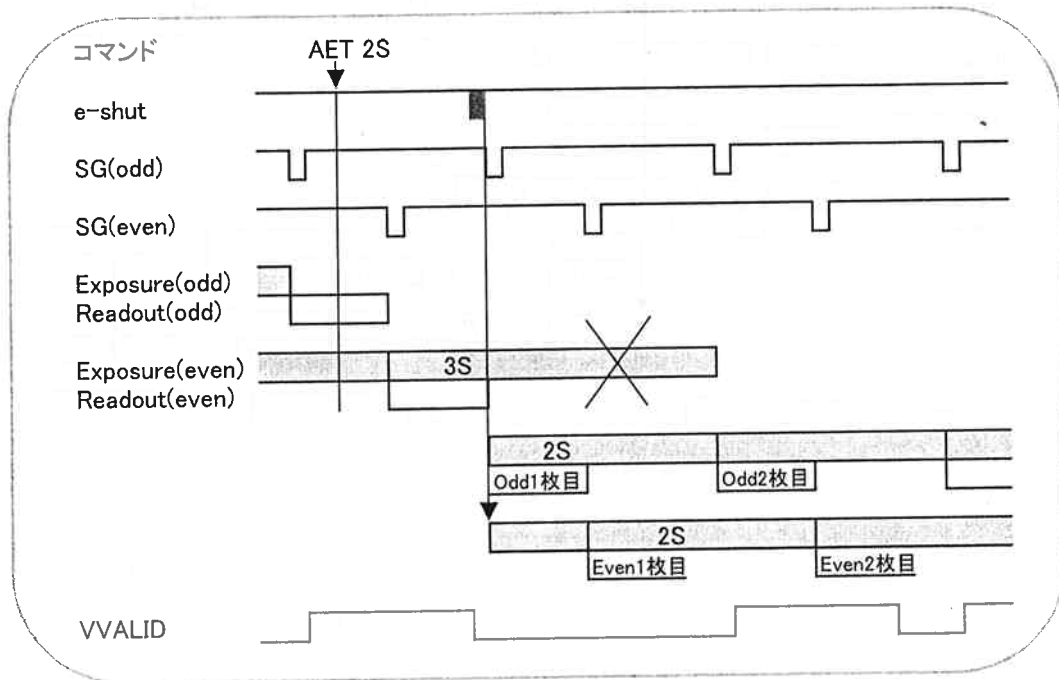 コマンド
AET 2S
e-shut
SG(odd)
SG(even)
Exposure(odd)
Readout(odd)
Exposure(even)
3S
Readout(even)
2S
Odd1枚目
Odd2枚目
2S
Even1枚目
Even2枚目
VVALID